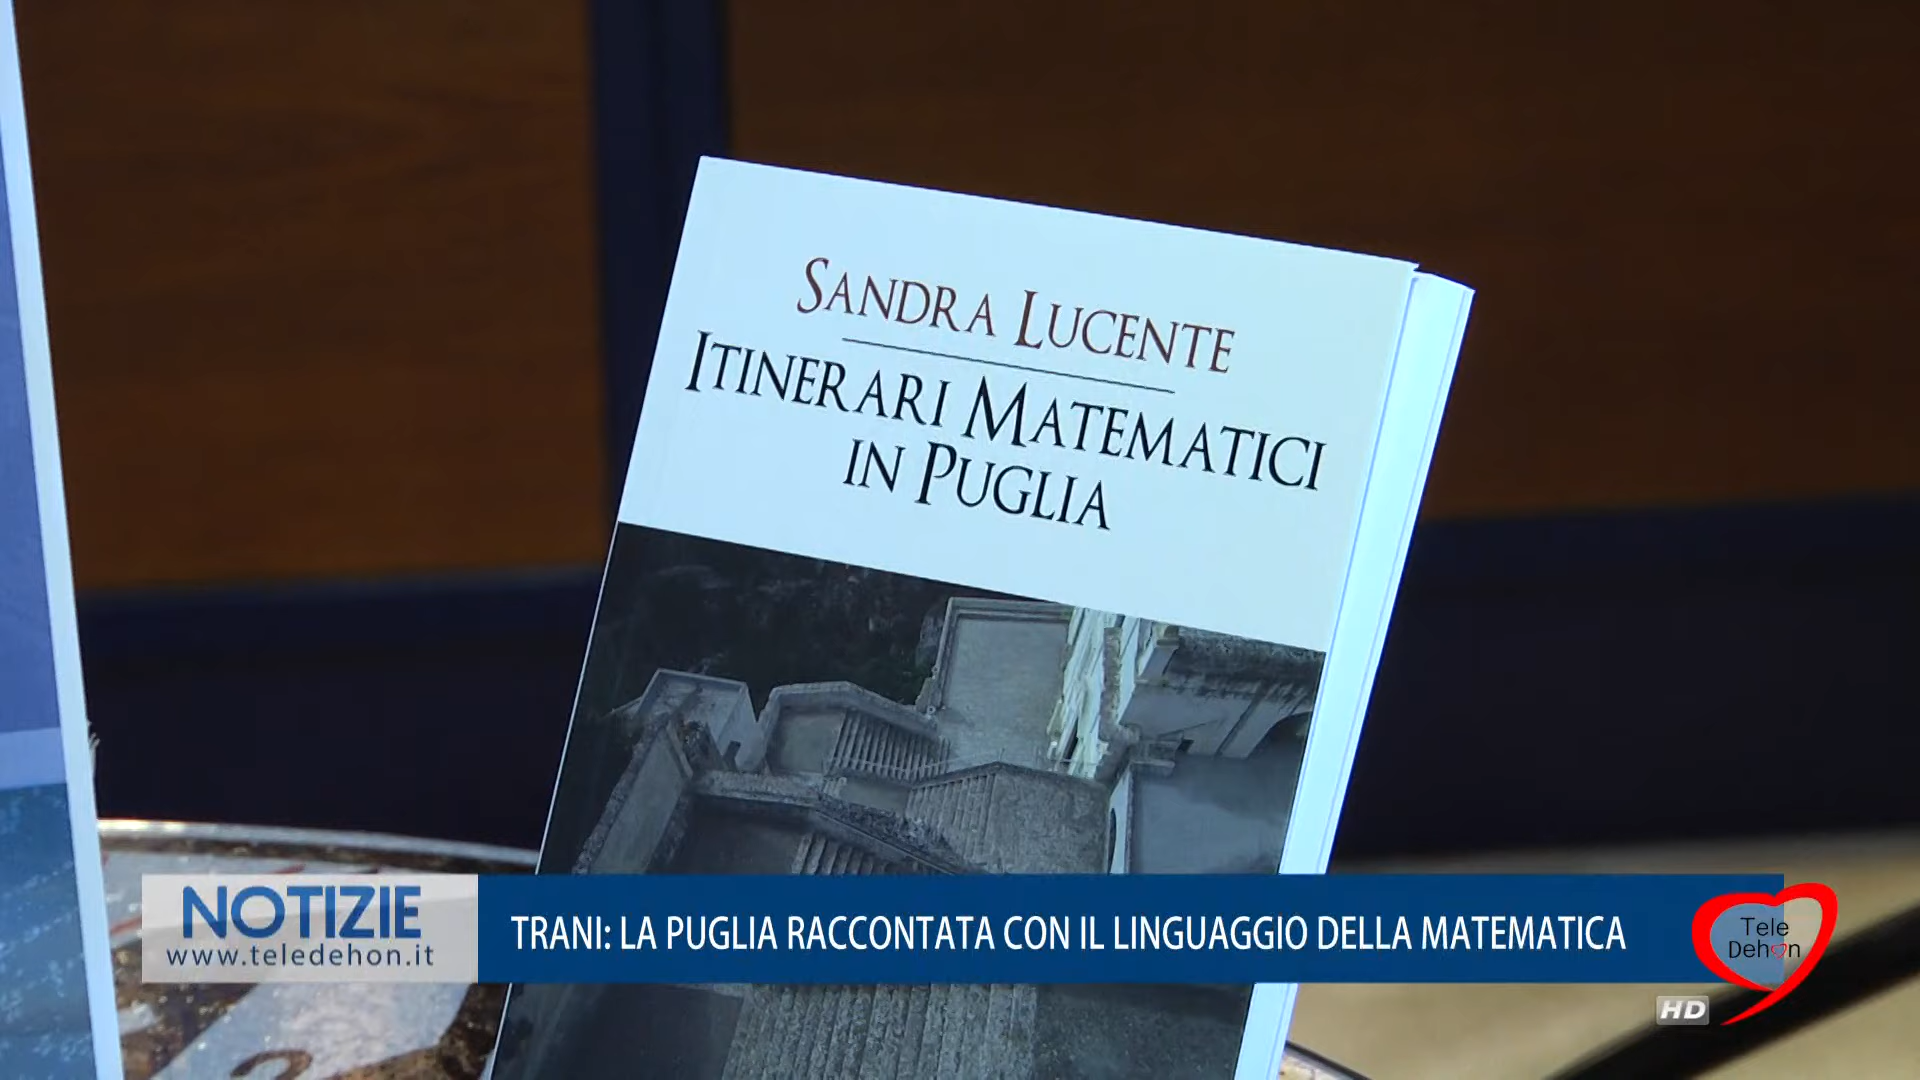 SANDRA LUCENTE
ITINERARI MATEMATICI
IN PUGLIA
NOTIZIE
www.teledehon.it
TRANI: LA PUGLIA RACCONTATA CON IL LINGUAGGIO DELLA MATEMATICA
Tele
Dehon
HD